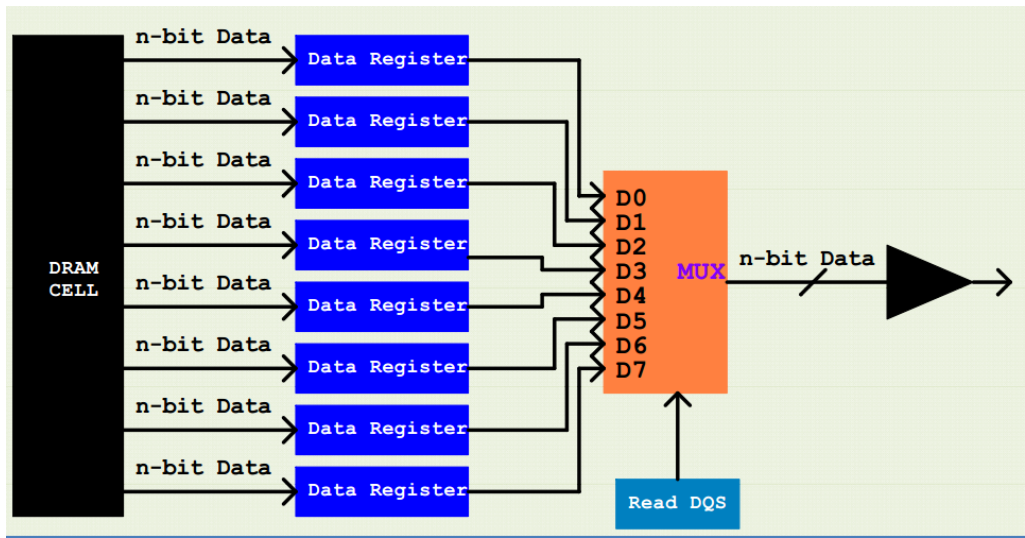 n-bit Data
Data Register
n-bit Data
Data Register
n-bit Data
Data Register
n-bit Data
Data Register
DRAM
CELL
n-bit Data
Data Register
n-bit Data
Data Register
n-bit Data
Data Register
n-bit Data
Data Register
D0
D1
D2
D3
D4
D5
D6
D7
MUX
n-bit Data
Read DQS